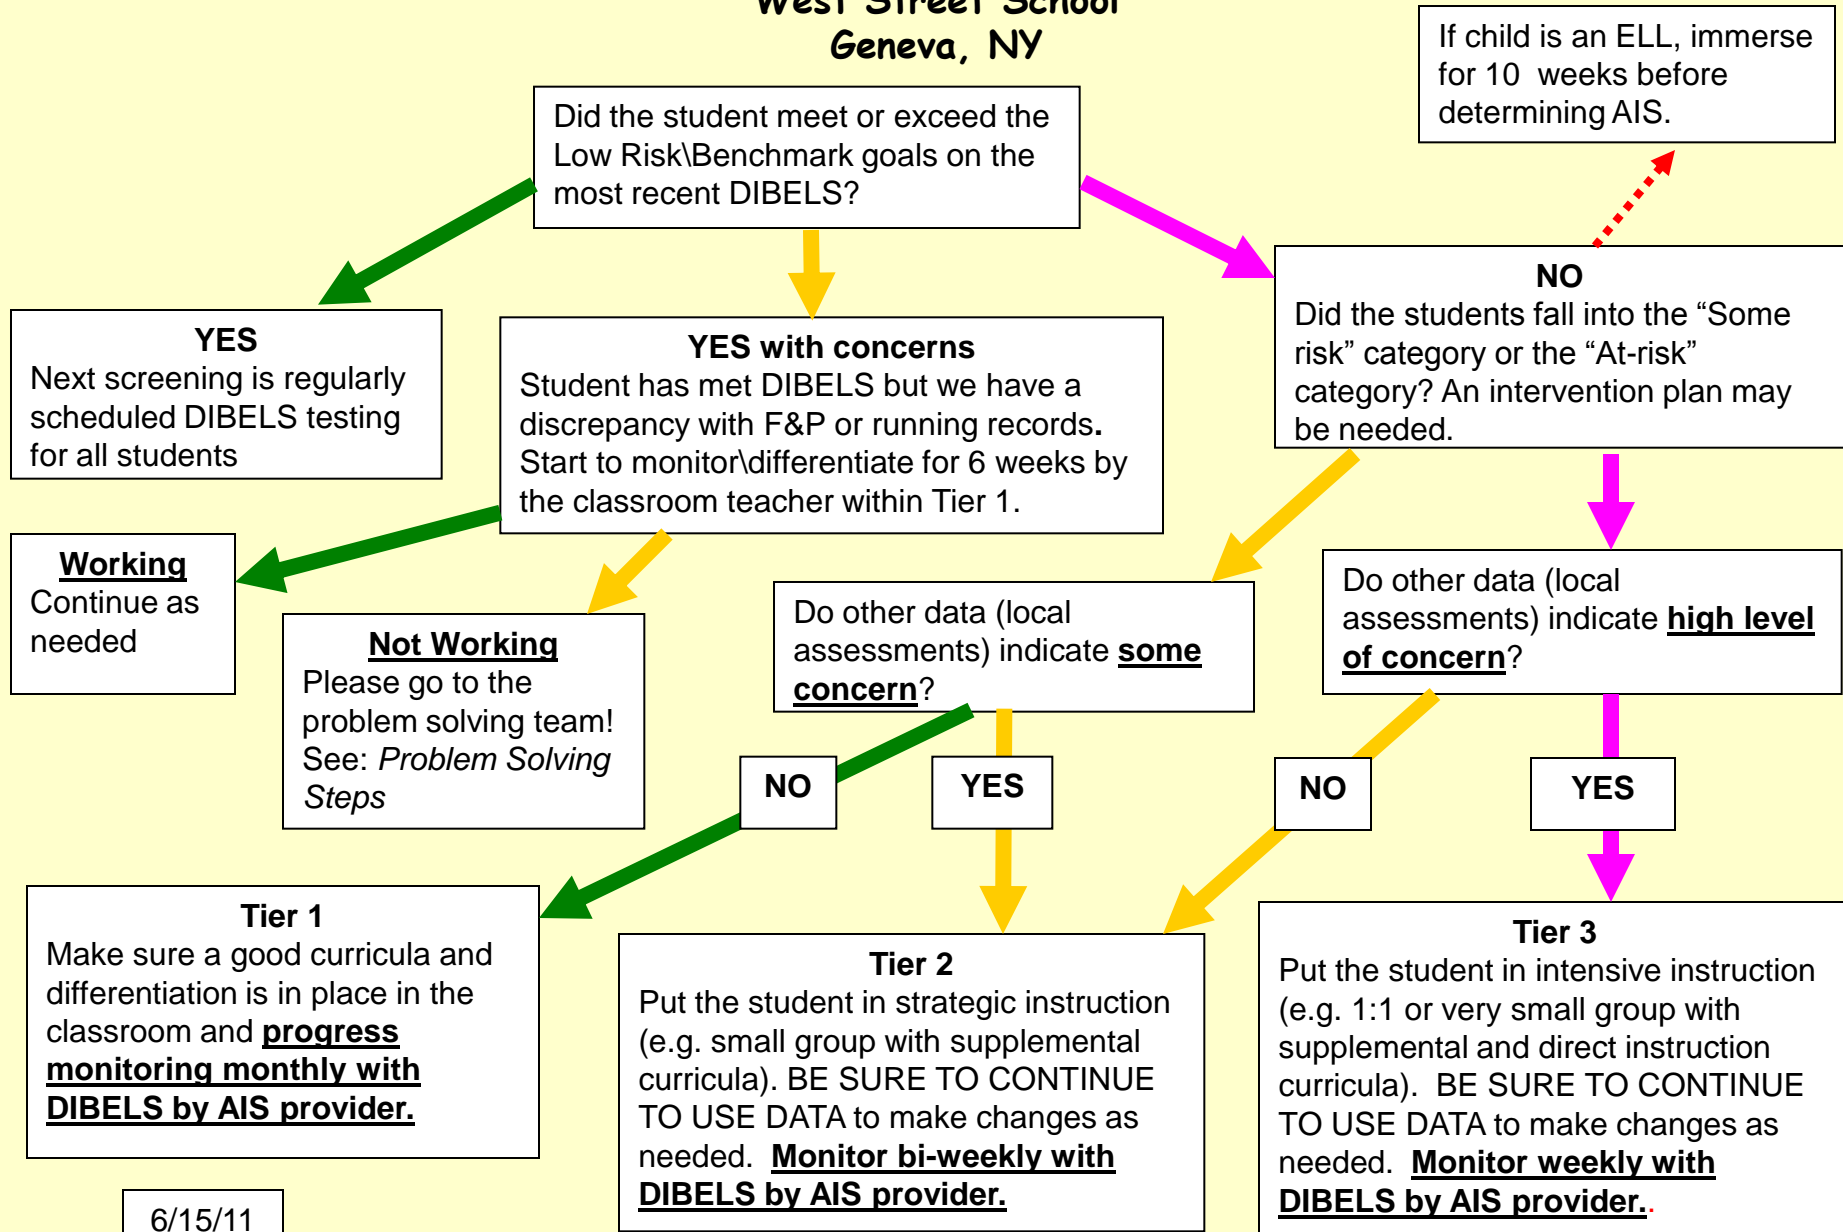 West Street School
Geneva, NY
If child is an ELL, immerse
for 10 weeks before
determining AIS.
Did the student meet or exceed the
Low Risk\Benchmark goals on the
most recent DIBELS?
YES
Next screening is regularly
scheduled DIBELS testing
for all students
YES with concerns
Student has met DIBELS but we have a
discrepancy with F&P or running records.
Start to monitor\differentiate for 6 weeks by
the classroom teacher within Tier 1.
NO
Did the students fall into the “Some
risk” category or the “At-risk”
category? An intervention plan may
be needed.
Working
Continue as
needed
Not Working
Please go to the
problem solving team!
See: Problem Solving
Steps
Do other data (local
assessments) indicate some
concern?
Do other data (local
assessments) indicate high level
of concern?
NO
YES
NO
YES
Tier 1
Make sure a good curricula and
differentiation is in place in the
classroom and progress
monitoring monthly with
DIBELS by AIS provider.
Tier 2
Put the student in strategic instruction
(e.g. small group with supplemental
curricula). BE SURE TO CONTINUE
TO USE DATA to make changes as
needed. Monitor bi-weekly with
DIBELS by AIS provider.
Tier 3
Put the student in intensive instruction
(e.g. 1:1 or very small group with
supplemental and direct instruction
curricula). BE SURE TO CONTINUE
TO USE DATA to make changes as
needed. Monitor weekly with
DIBELS by AIS provider..
6/15/11